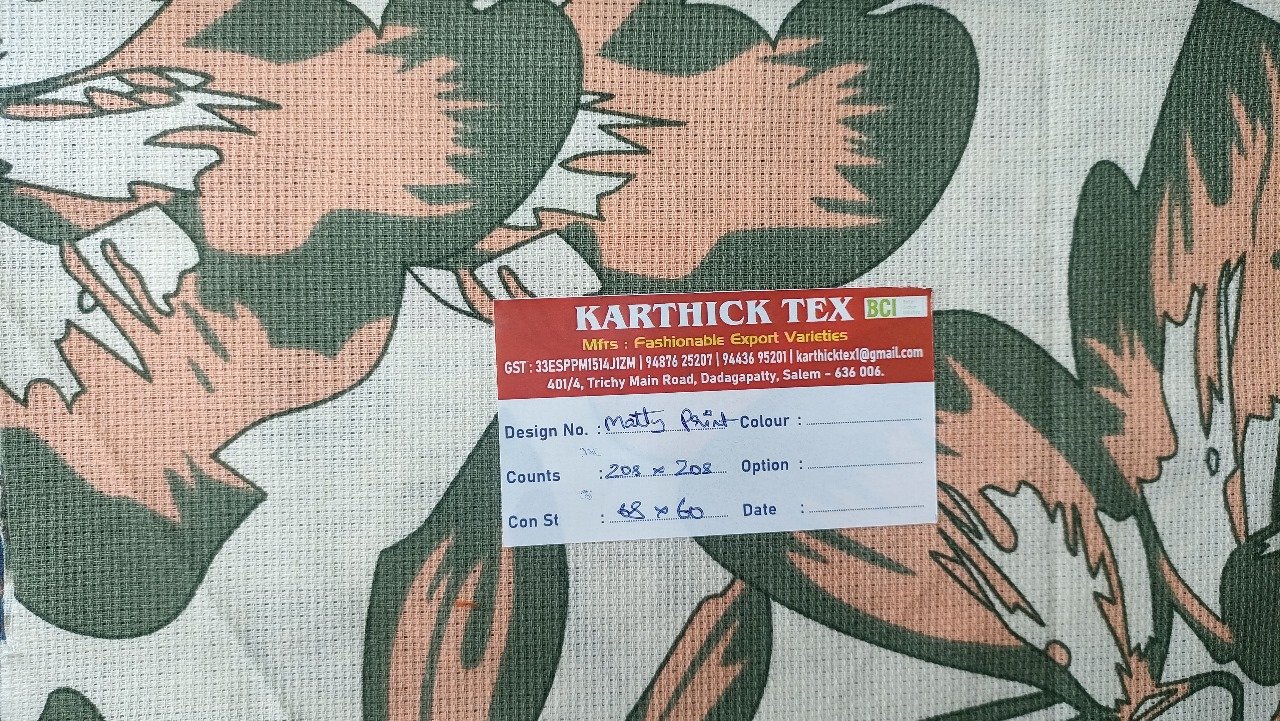 KARTHICK TEX BCI
Mfrs : Fashionable Export Varieties
GST : 33ESPPM1514J1ZM | 94876 25207 | 94436 95201 | karthicktex1@gmail.com
401/4, Trichy Main Road, Dadagapatty, Salem - 636 006.
Design No. : Matty Print Colour :
Counts : 20s x 20s Option :
Con St : 68 x 60 Date :